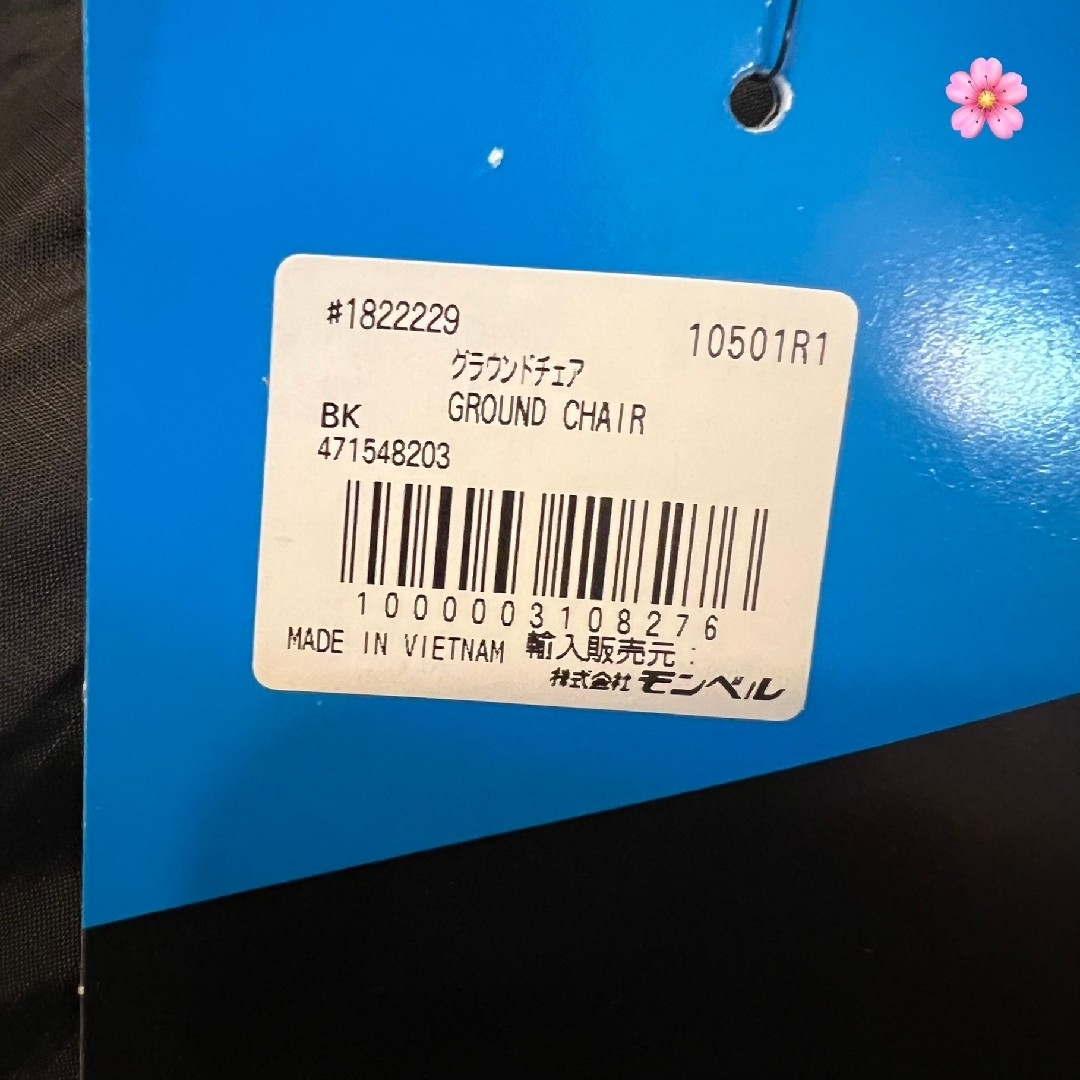 #1822229 10501R1
グラウンドチェア
BK GROUND CHAIR
471548203
1000003108276
MADE IN VIETNAM 輸入販売元:
株式会社モンベル